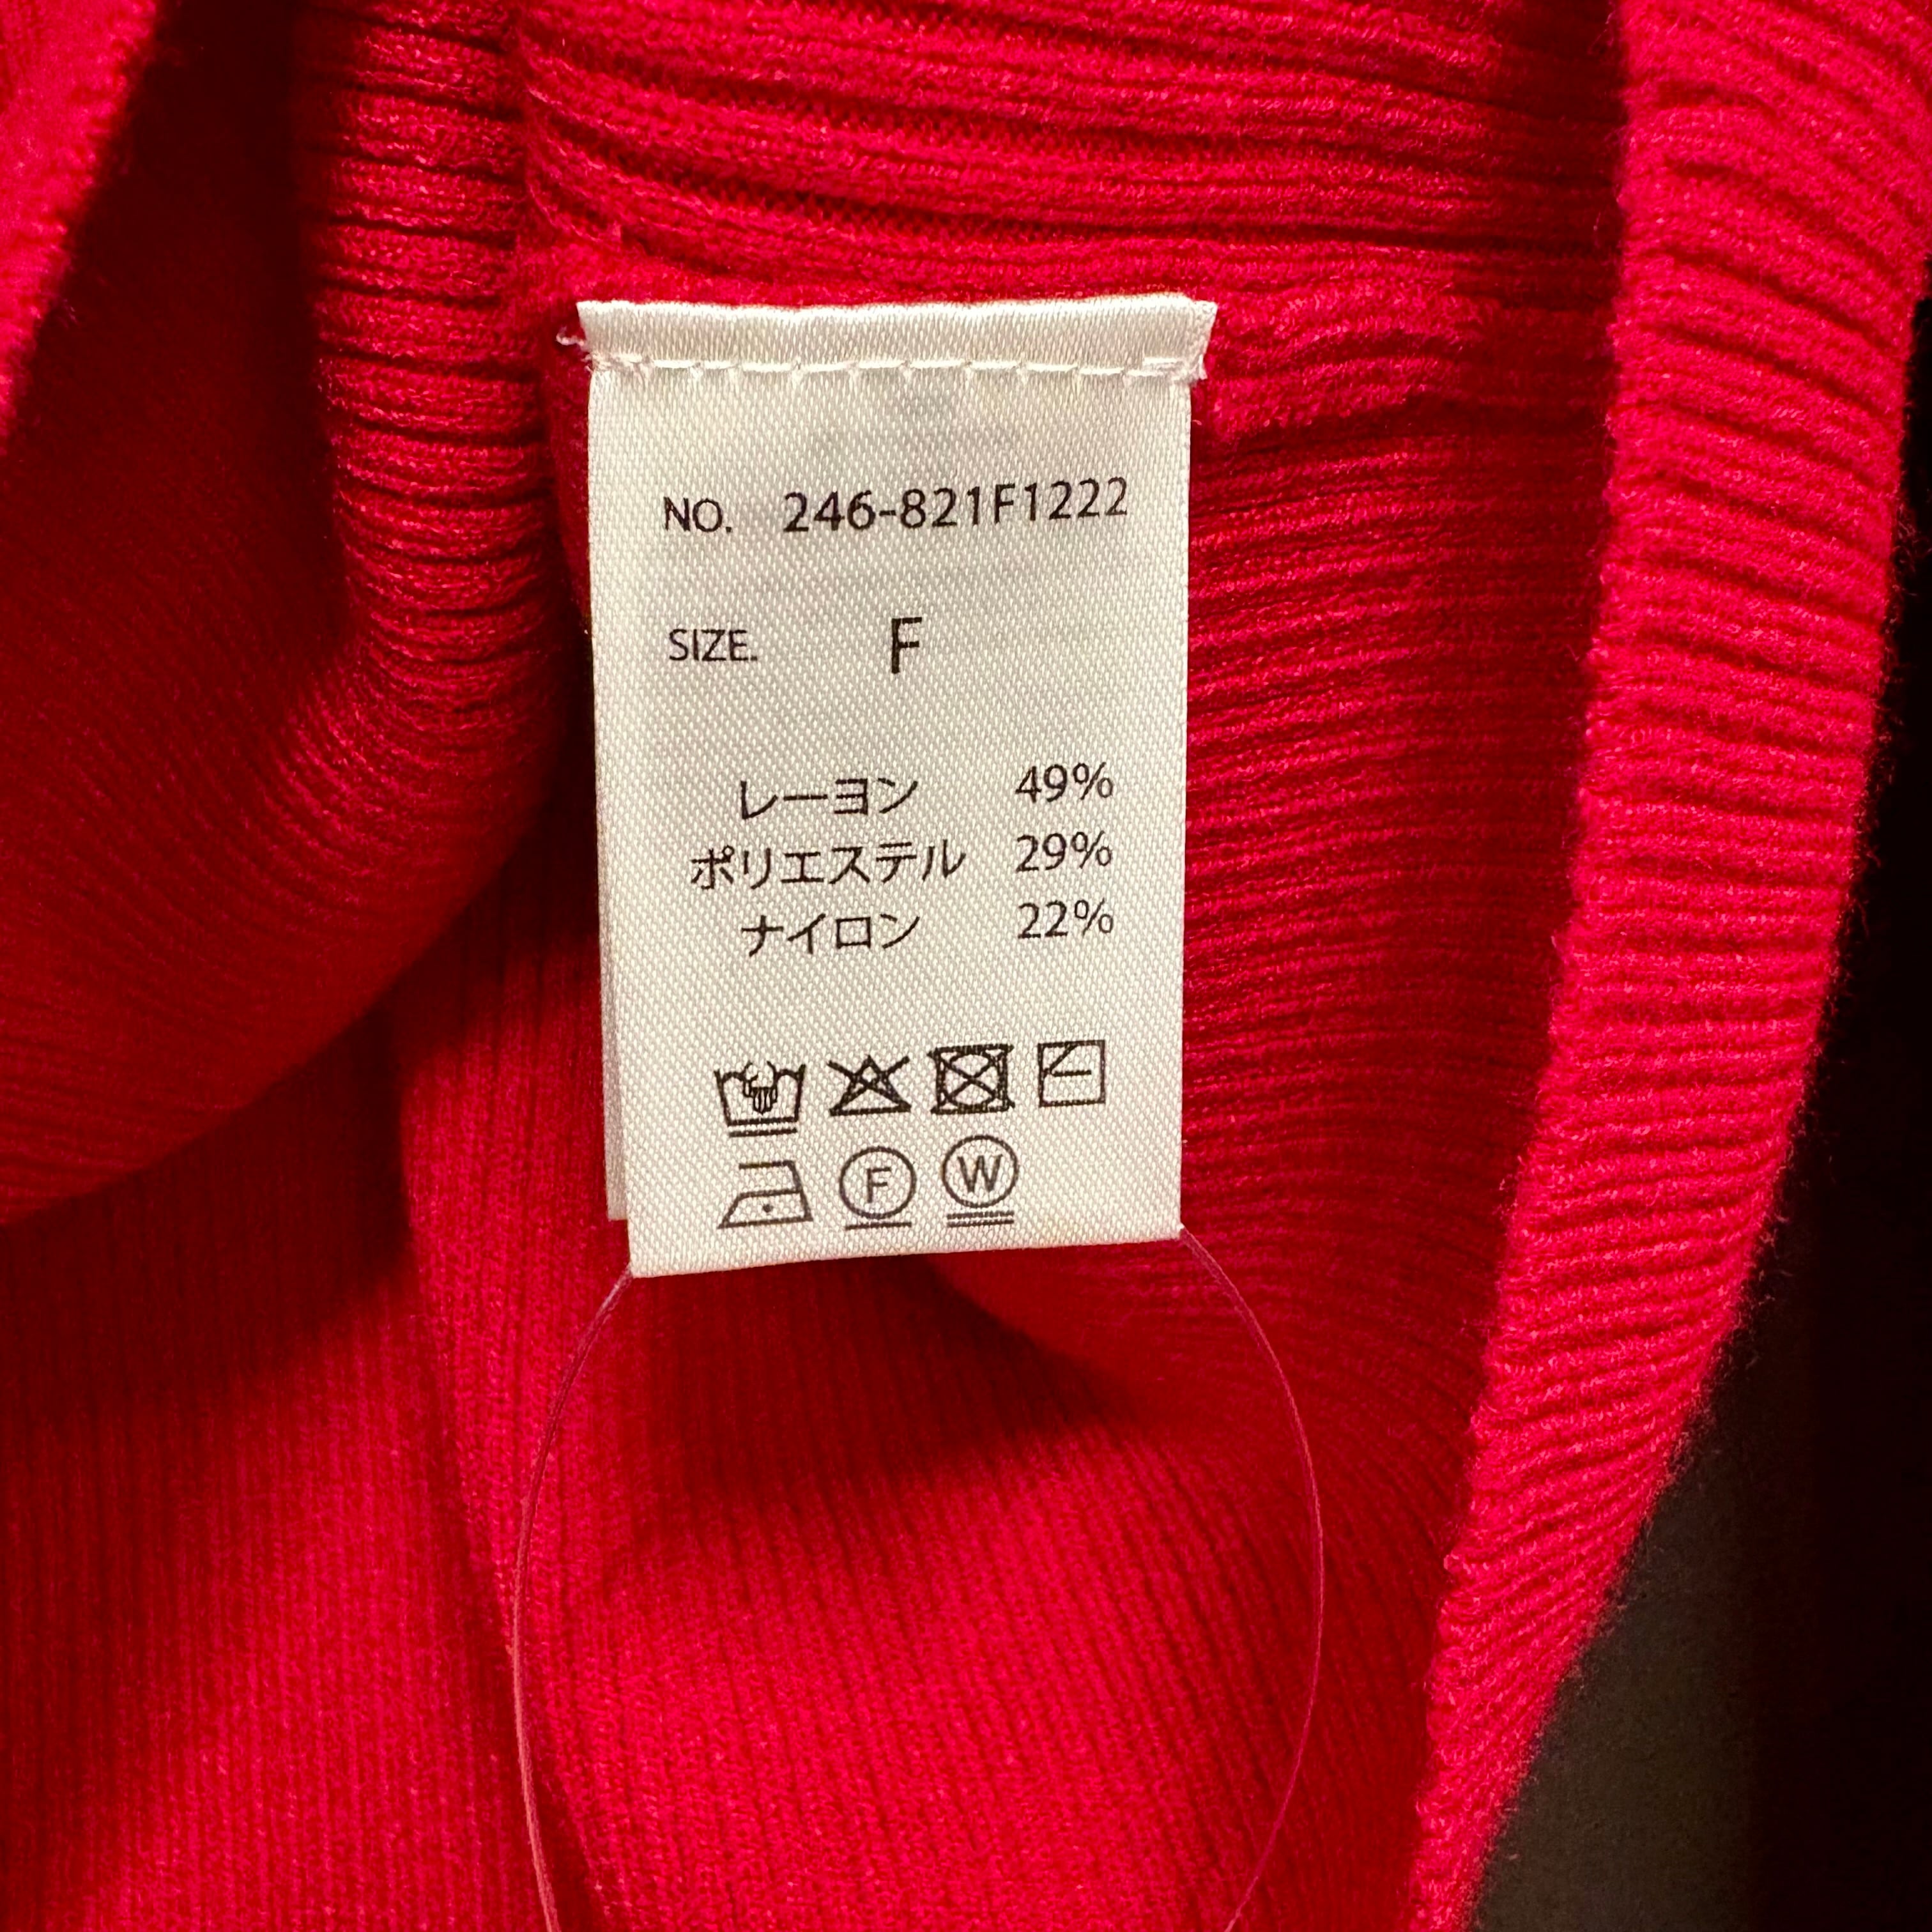 NO. 246-821F1222
SIZE. F
レーヨン 49%
ポリエステル 29%
ナイロン 22%
F W